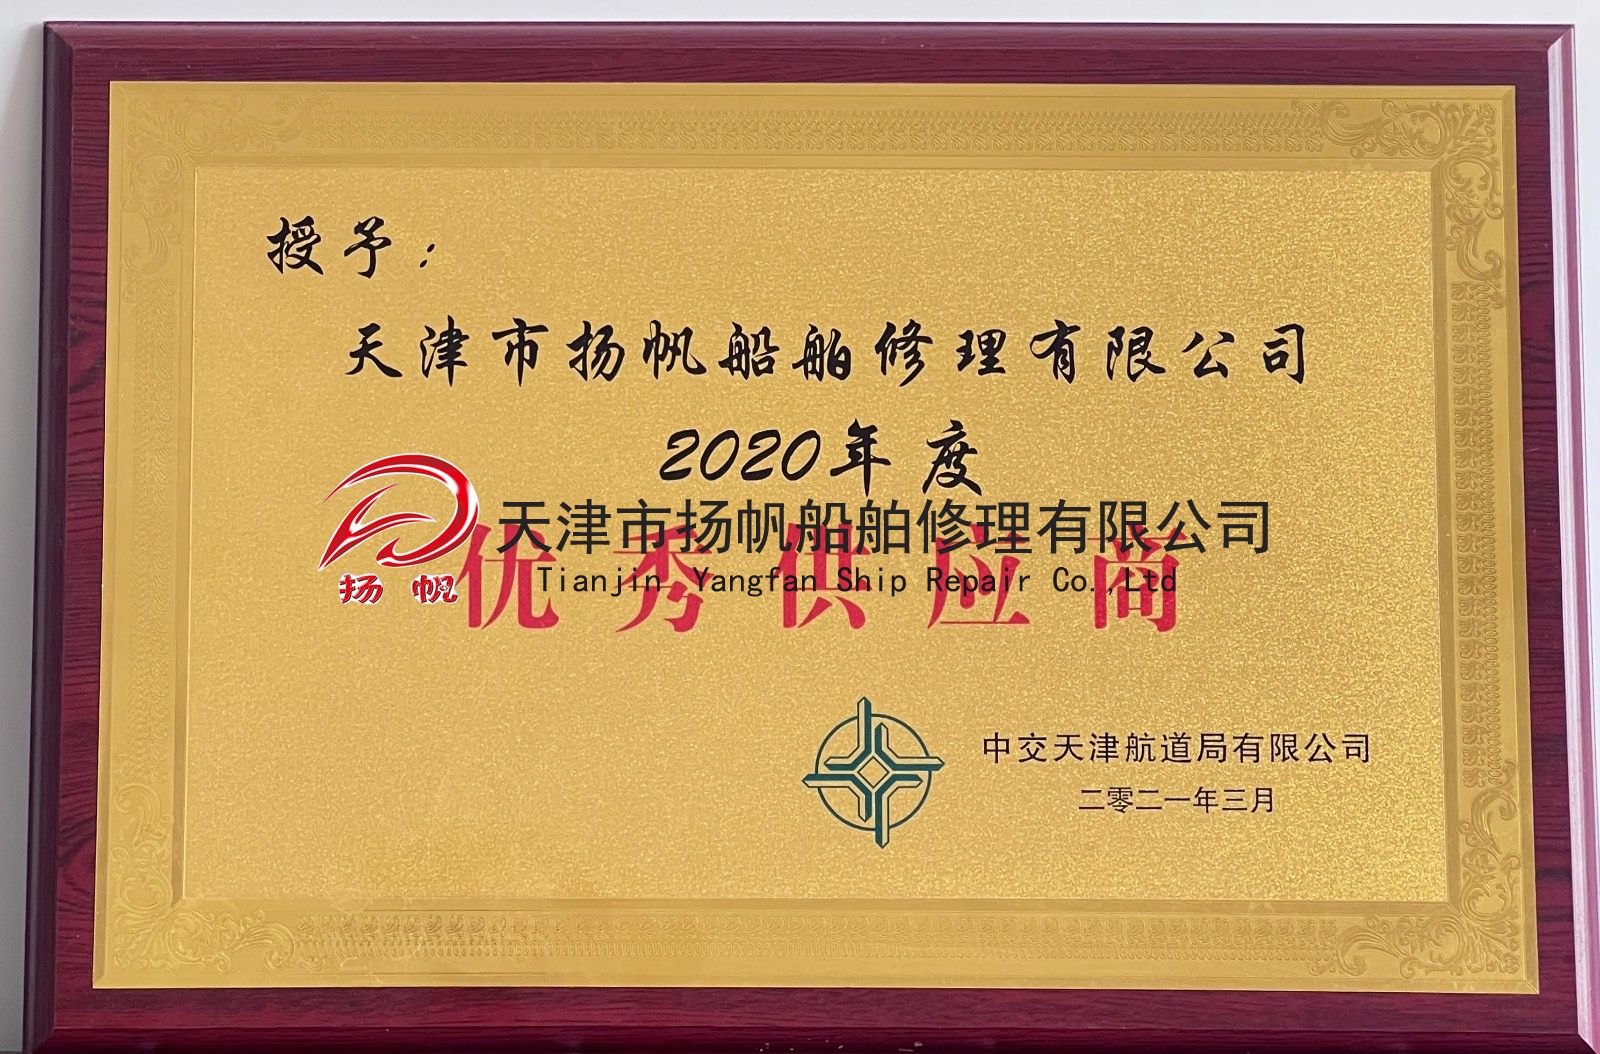 授予：
天津市扬帆船舶修理有限公司
2020年度
天津市扬帆船舶修理有限公司
Tianjin Yangfan Ship Repair Co.,Ltd
扬帆
优秀供应商
中交天津航道局有限公司
二零二一年三月